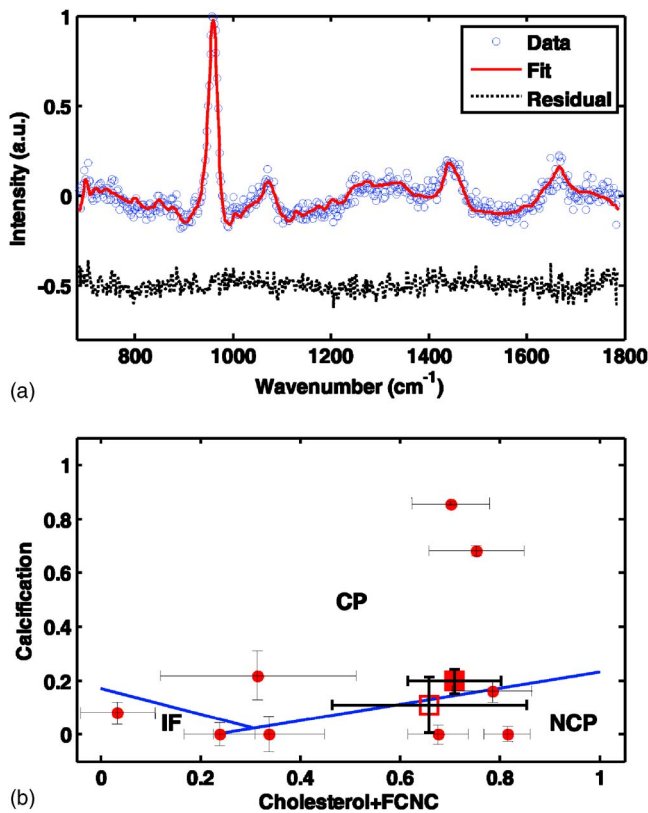 1
0.5
0
-0.5
Intensity (a.u.)
Data
Fit
Residual
800 1000 1200 1400 1600 1800
Wavenumber (cm-1)
(a)
1
0.8
0.6
0.4
0.2
0
Calcification
CP
IF
NCP
0 0.2 0.4 0.6 0.8 1
Cholesterol+FCNC
(b)